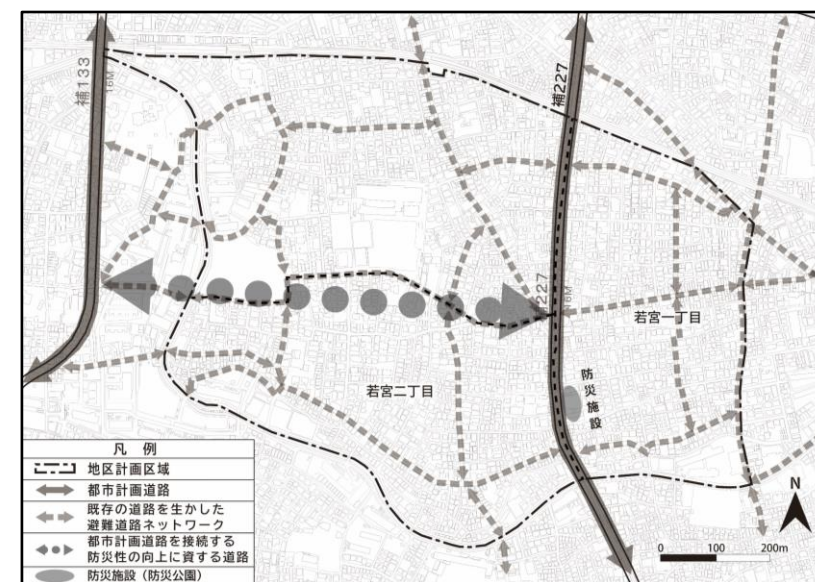 補133
16M
補227
227
16M
若宮一丁目
防災施設
若宮二丁目
凡 例
地区計画区域
都市計画道路
既存の道路を生かした
避難道路ネットワーク
都市計画道路を接続する
防災性の向上に資する道路
防災施設（防災公園）
N
0 100 200m